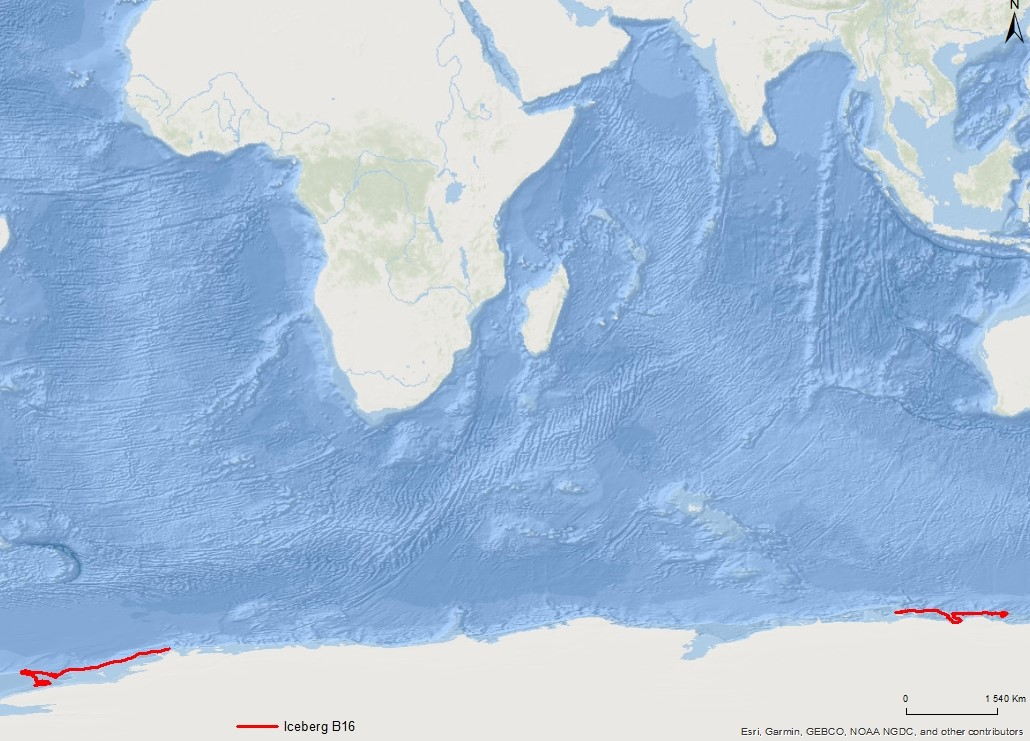 N
0 1 540 Km
Iceberg B16
Esri, Garmin, GEBCO, NOAA NGDC, and other contributors